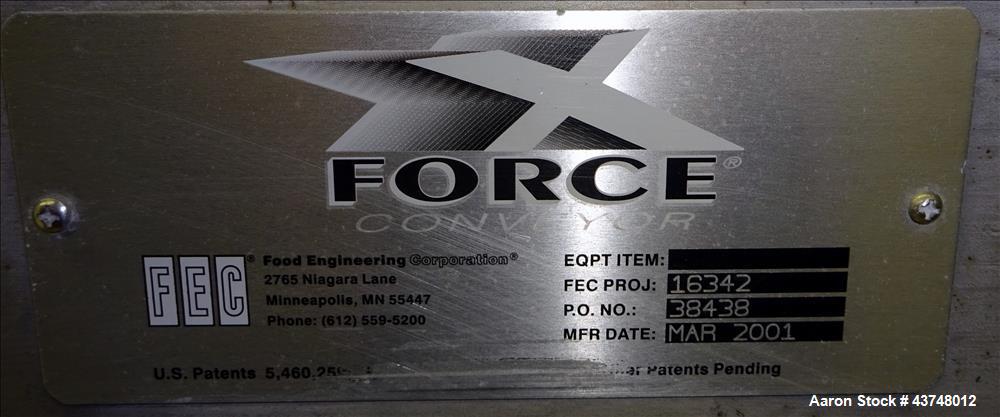 X
FORCE®
CONVEYOR
FEC® Food Engineering Corporation®
2765 Niagara Lane
Minneapolis, MN 55447
Phone: (612) 559-5200
EQPT ITEM:
FEC PROJ: 16342
P.O. NO.: 38438
MFR DATE: MAR 2001
U.S. Patents Patents Pending
Aaron Stock # 43748012